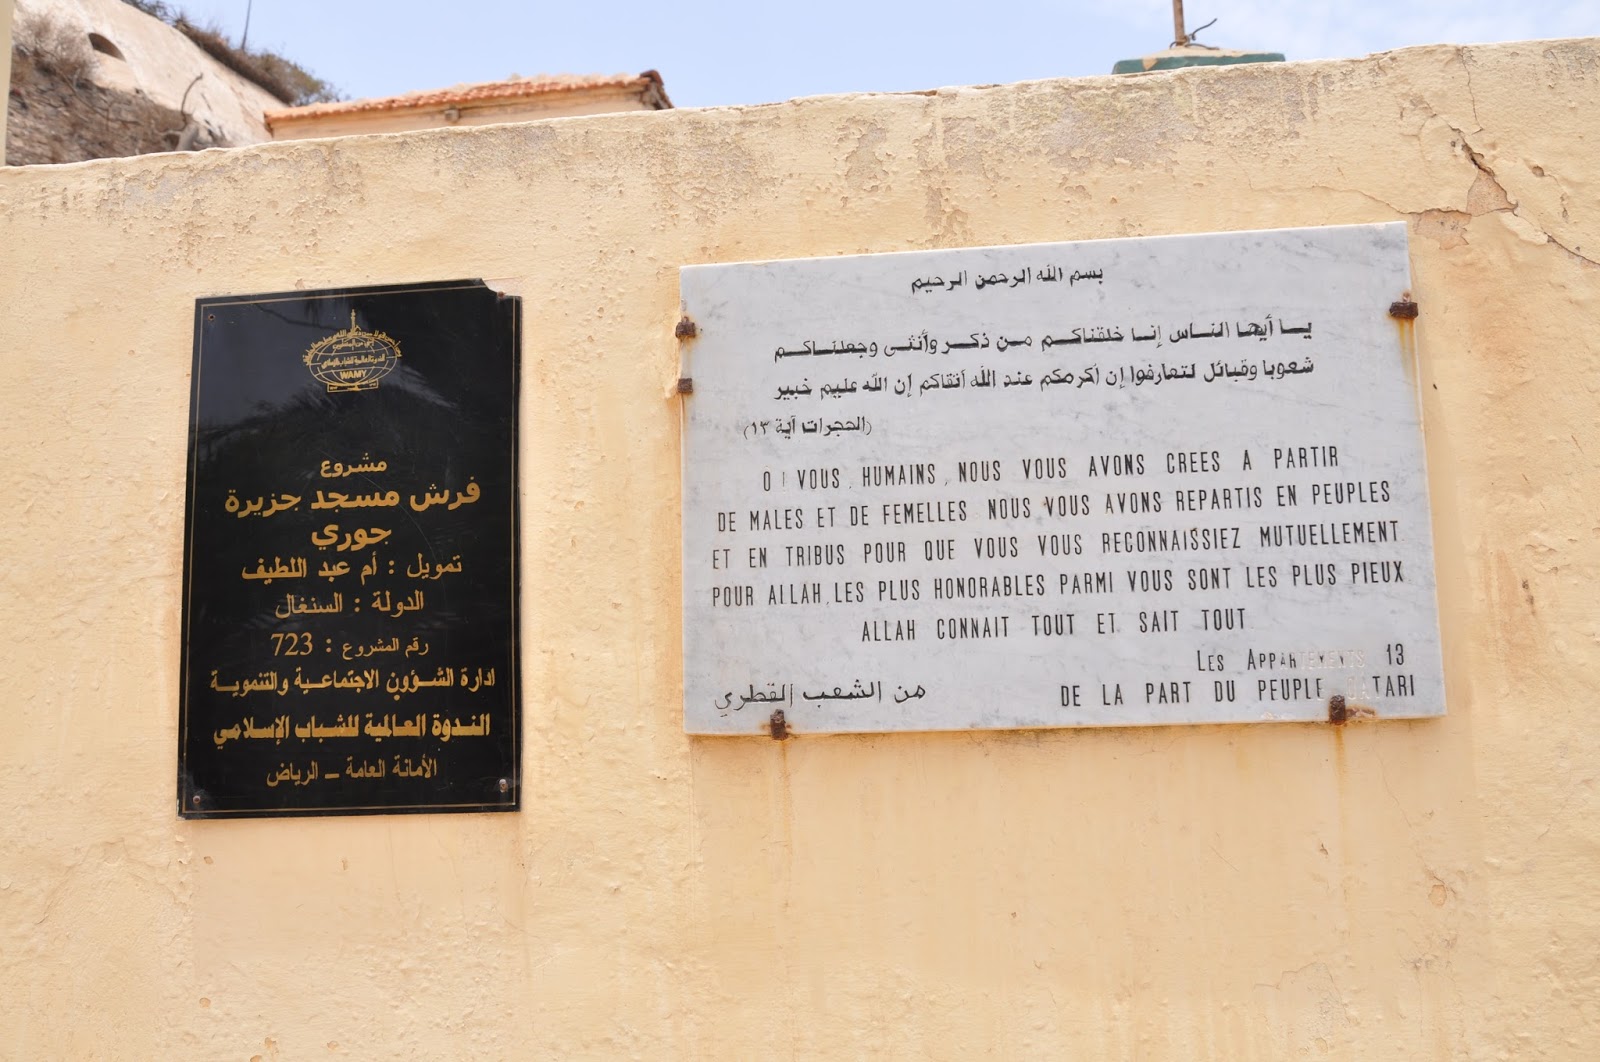 WAMY
مشروع
فرش مسجد جزيرة
جوري
تمويل : أم عبد اللطيف
الدولة : السنغال
رقم المشروع : 723
ادارة الشؤون الاجتماعية والتنموية
الندوة العالمية للشباب الإسلامي
الأمانة العامة – الرياض
بسم الله الرحمن الرحيم
يا أيها الناس إنا خلقناكم من ذكر وأنثى وجعلناكم
شعوبا وقبائل لتعارفوا إن أكرمكم عند الله أتقاكم إن الله عليم خبير
(الحجرات آية ١٣)
O ! VOUS, HUMAINS, NOUS VOUS AVONS CREES A PARTIR
DE MALES ET DE FEMELLES NOUS VOUS AVONS REPARTIS EN PEUPLES
ET EN TRIBUS POUR QUE VOUS VOUS RECONNAISSIEZ MUTUELLEMENT
POUR ALLAH, LES PLUS HONORABLES PARMI VOUS SONT LES PLUS PIEUX
ALLAH CONNAIT TOUT ET SAIT TOUT
LES APPARTEMENTS 13
DE LA PART DU PEUPLE QATARI
من الشعب القطري